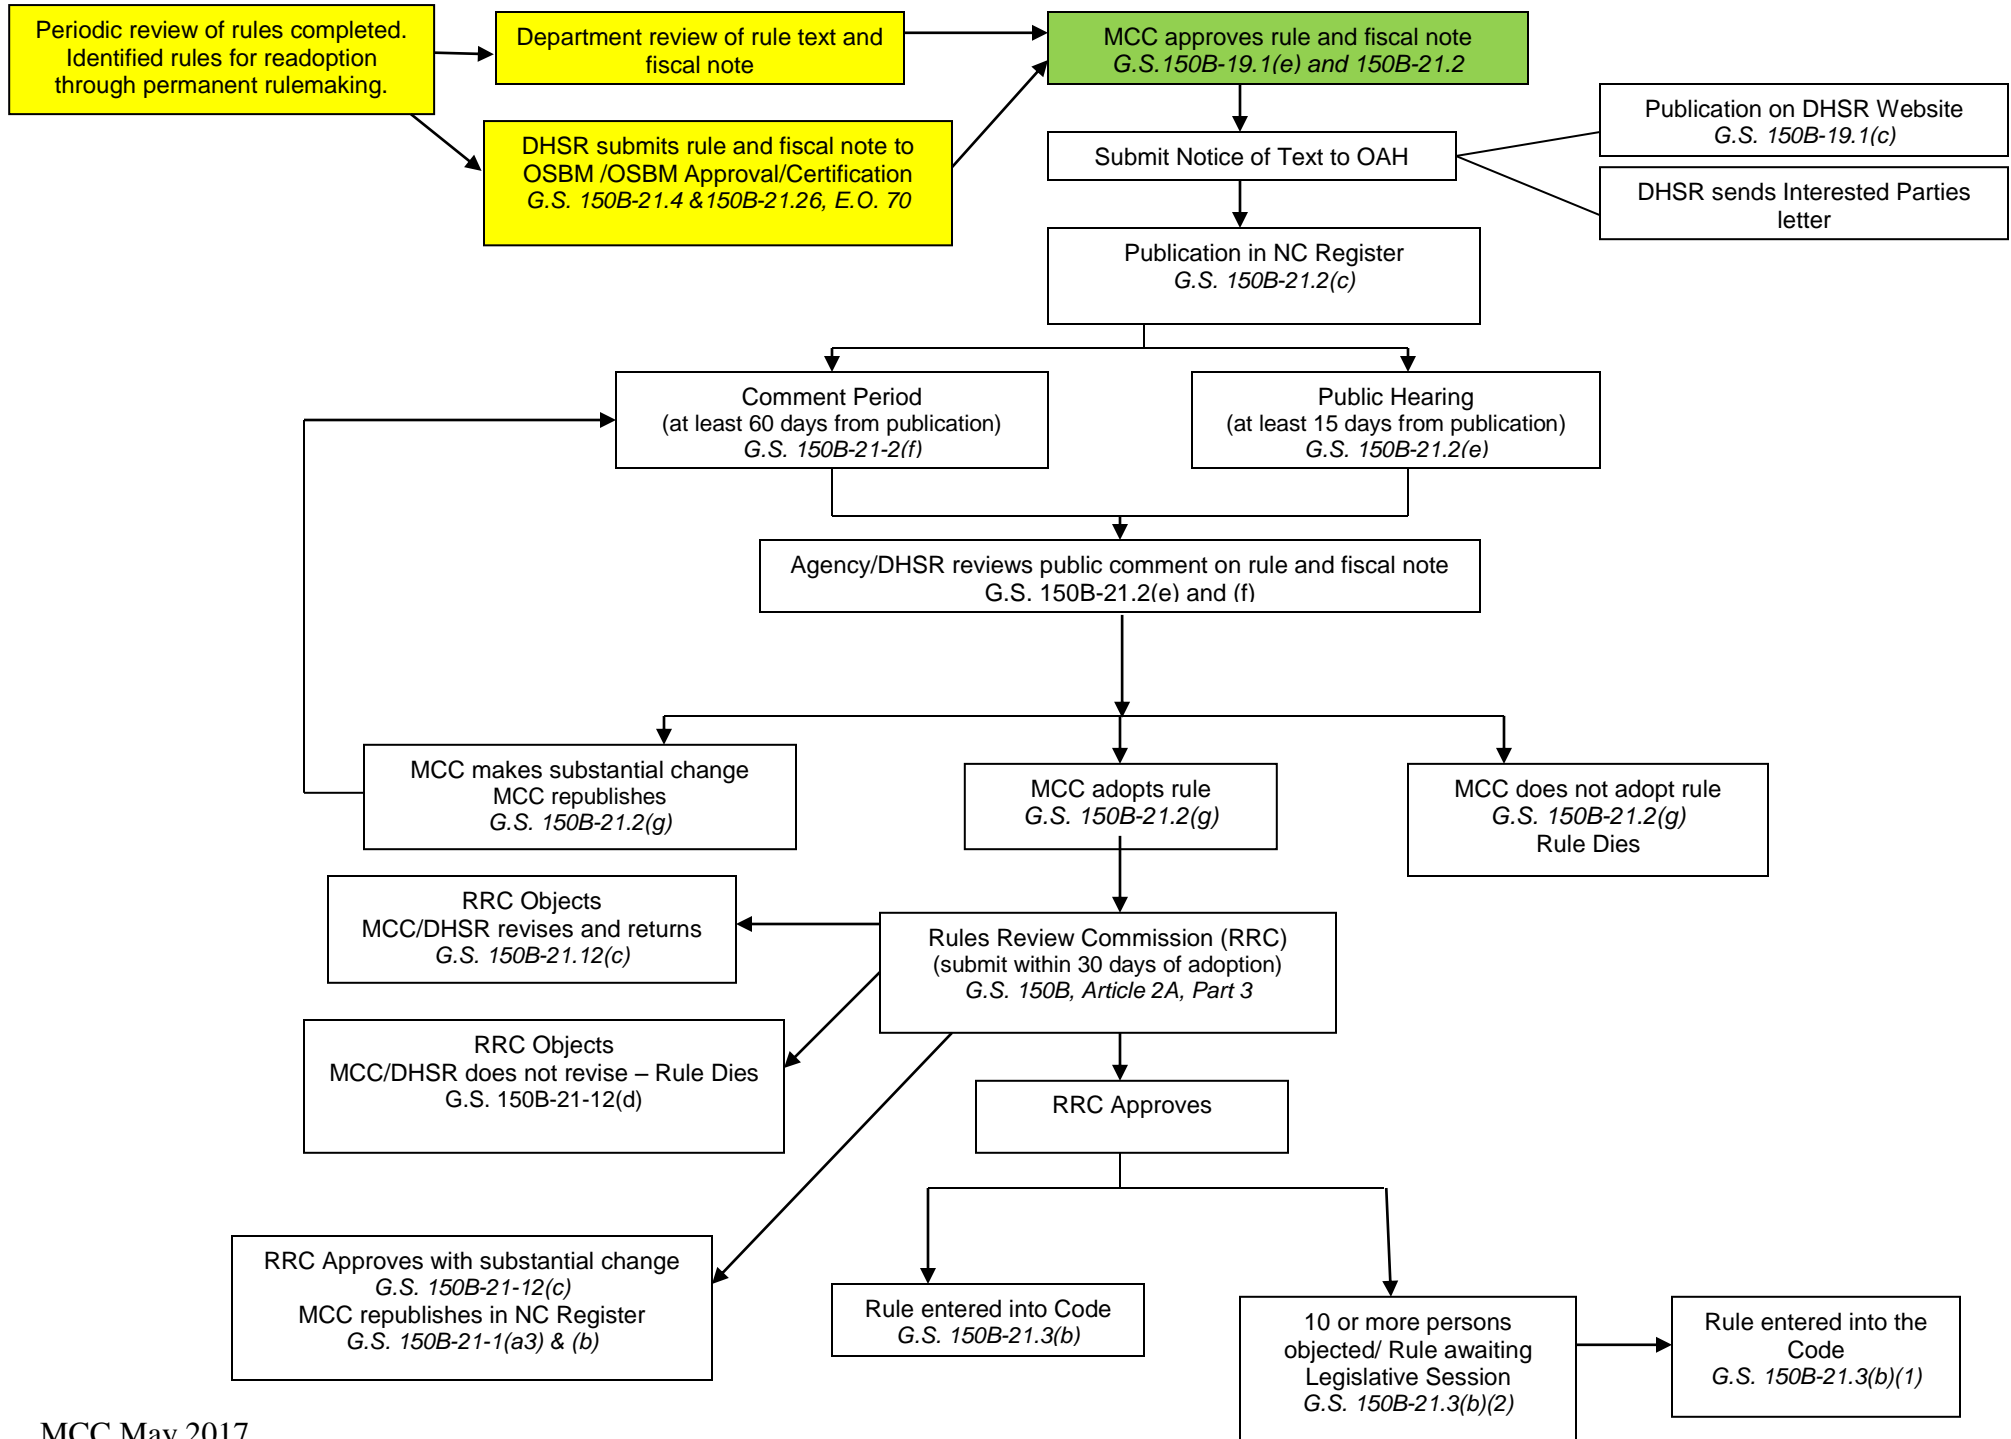 Periodic review of rules completed.
Identified rules for readoption
through permanent rulemaking.
Department review of rule text and
fiscal note
MCC approves rule and fiscal note
G.S.150B-19.1(e) and 150B-21.2
DHSR submits rule and fiscal note to
OSBM /OSBM Approval/Certification
G.S. 150B-21.4 &150B-21.26, E.O. 70
Submit Notice of Text to OAH
Publication on DHSR Website
G.S. 150B-19.1(c)
DHSR sends Interested Parties
letter
Publication in NC Register
G.S. 150B-21.2(c)
Comment Period
(at least 60 days from publication)
G.S. 150B-21-2(f)
Public Hearing
(at least 15 days from publication)
G.S. 150B-21.2(e)
Agency/DHSR reviews public comment on rule and fiscal note
G.S. 150B-21.2(e) and (f)
MCC makes substantial change
MCC republishes
G.S. 150B-21.2(g)
MCC adopts rule
G.S. 150B-21.2(g)
MCC does not adopt rule
G.S. 150B-21.2(g)
Rule Dies
RRC Objects
MCC/DHSR revises and returns
G.S. 150B-21.12(c)
Rules Review Commission (RRC)
(submit within 30 days of adoption)
G.S. 150B, Article 2A, Part 3
RRC Objects
MCC/DHSR does not revise – Rule Dies
G.S. 150B-21-12(d)
RRC Approves
RRC Approves with substantial change
G.S. 150B-21-12(c)
MCC republishes in NC Register
G.S. 150B-21-1(a3) & (b)
Rule entered into Code
G.S. 150B-21.3(b)
10 or more persons
objected/ Rule awaiting
Legislative Session
G.S. 150B-21.3(b)(2)
Rule entered into the
Code
G.S. 150B-21.3(b)(1)
MCC May 2017